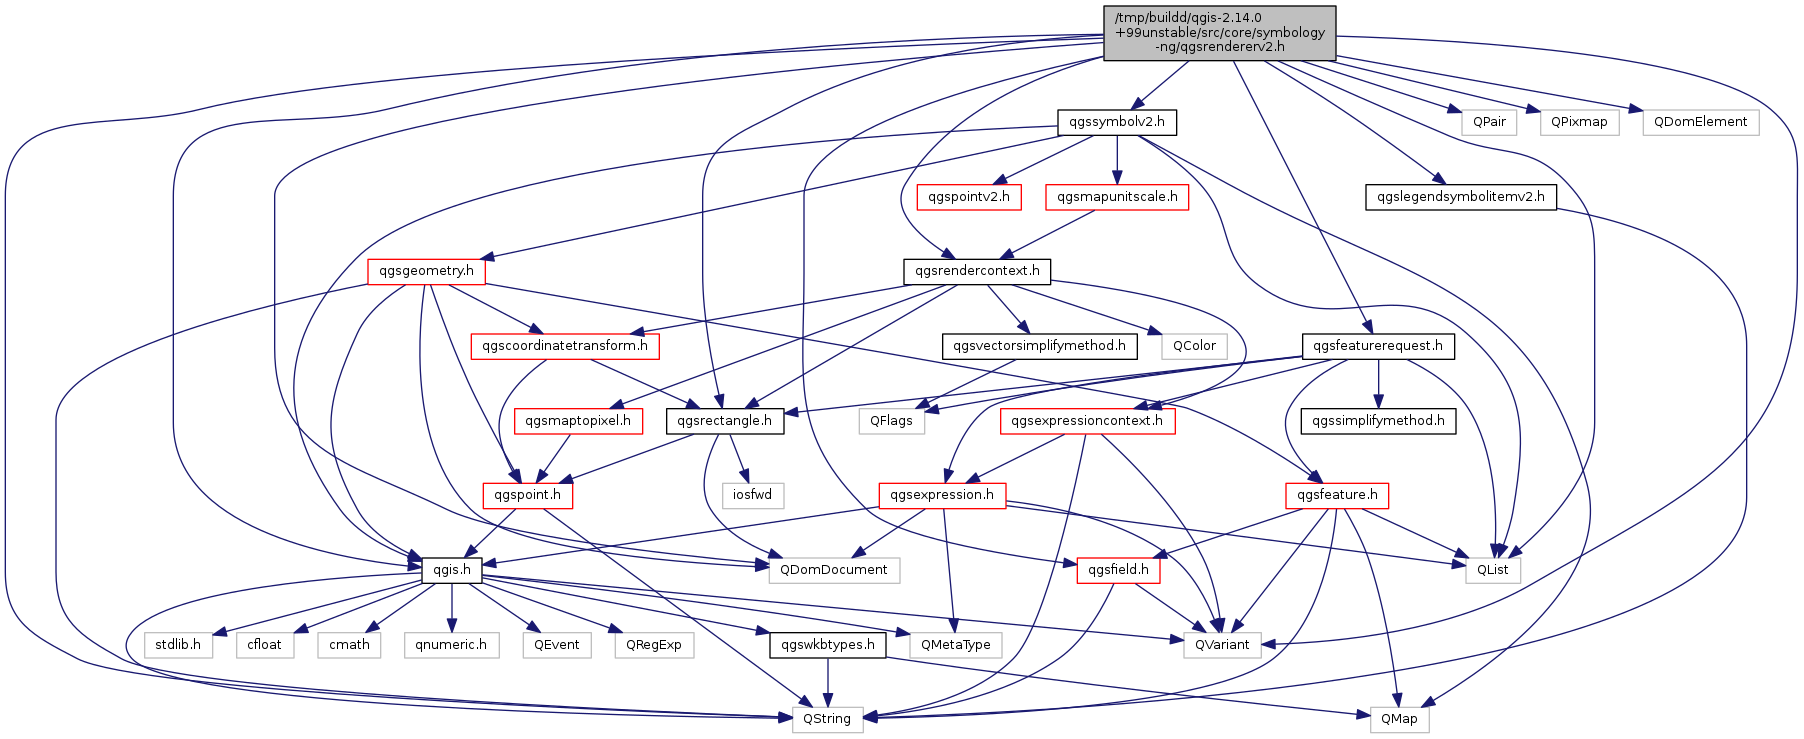 /tmp/buildd/qgis-2.14.0
+99unstable/src/core/symbology
-ng/qgsrendererv2.h
qgssymbolv2.h
QPair
QPixmap
QDomElement
qgspointv2.h
qgsmapunitscale.h
qgslegendsymbolitemv2.h
qgsgeometry.h
qgsrendercontext.h
qgscoordinatetransform.h
qgsvectorsimplifymethod.h
QColor
qgsfeaturerequest.h
qgsmaptopixel.h
qgsrectangle.h
QFlags
qgsexpressioncontext.h
qgssimplifymethod.h
qgspoint.h
iosfwd
qgsexpression.h
qgsfeature.h
qgis.h
QDomDocument
qgsfield.h
QList
stdlib.h
cfloat
cmath
qnumeric.h
QEvent
QRegExp
qgswkbtypes.h
QMetaType
QVariant
QString
QMap